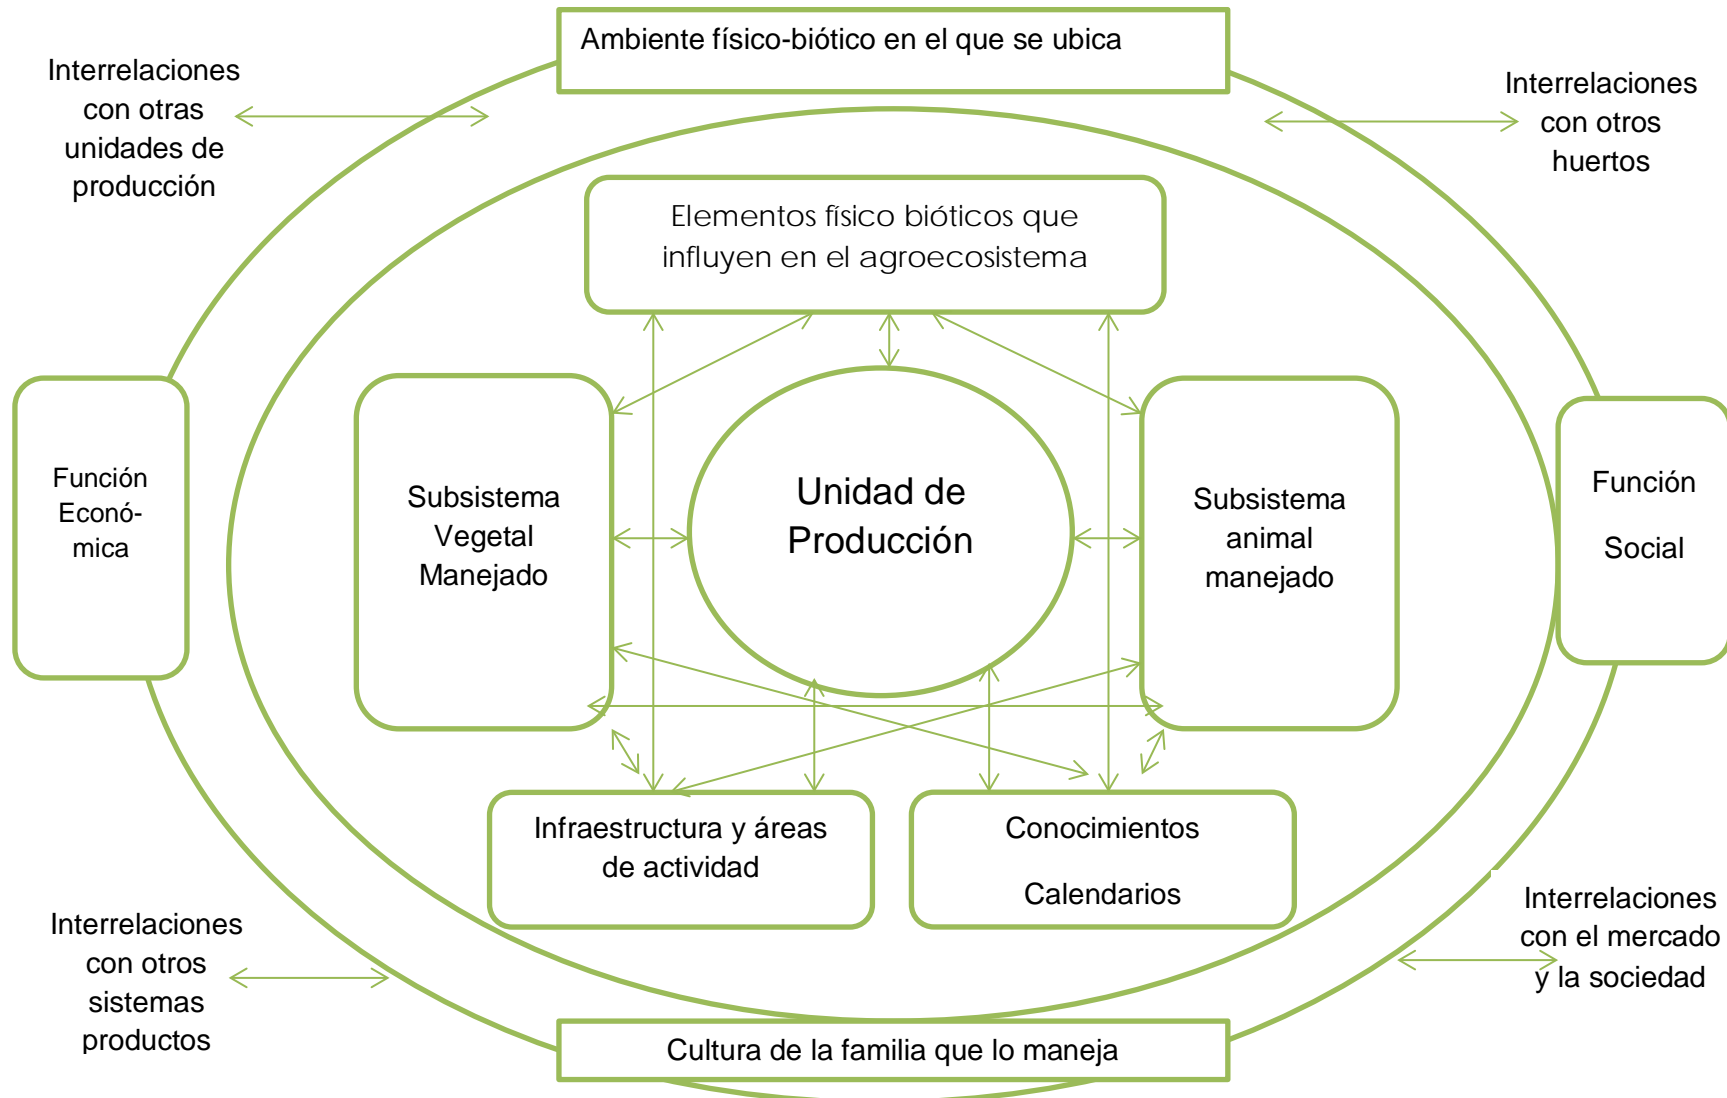 Ambiente físico-biótico en el que se ubica
Interrelaciones
con otras
unidades de
producción
Interrelaciones
con otros
huertos
Elementos físico bióticos que
influyen en el agroecosistema
Función
Econó-
mica
Subsistema
Vegetal
Manejado
Unidad de
Producción
Subsistema
animal
manejado
Función
Social
Infraestructura y áreas
de actividad
Conocimientos
Calendarios
Interrelaciones
con otros
sistemas
productos
Interrelaciones
con el mercado
y la sociedad
Cultura de la familia que lo maneja